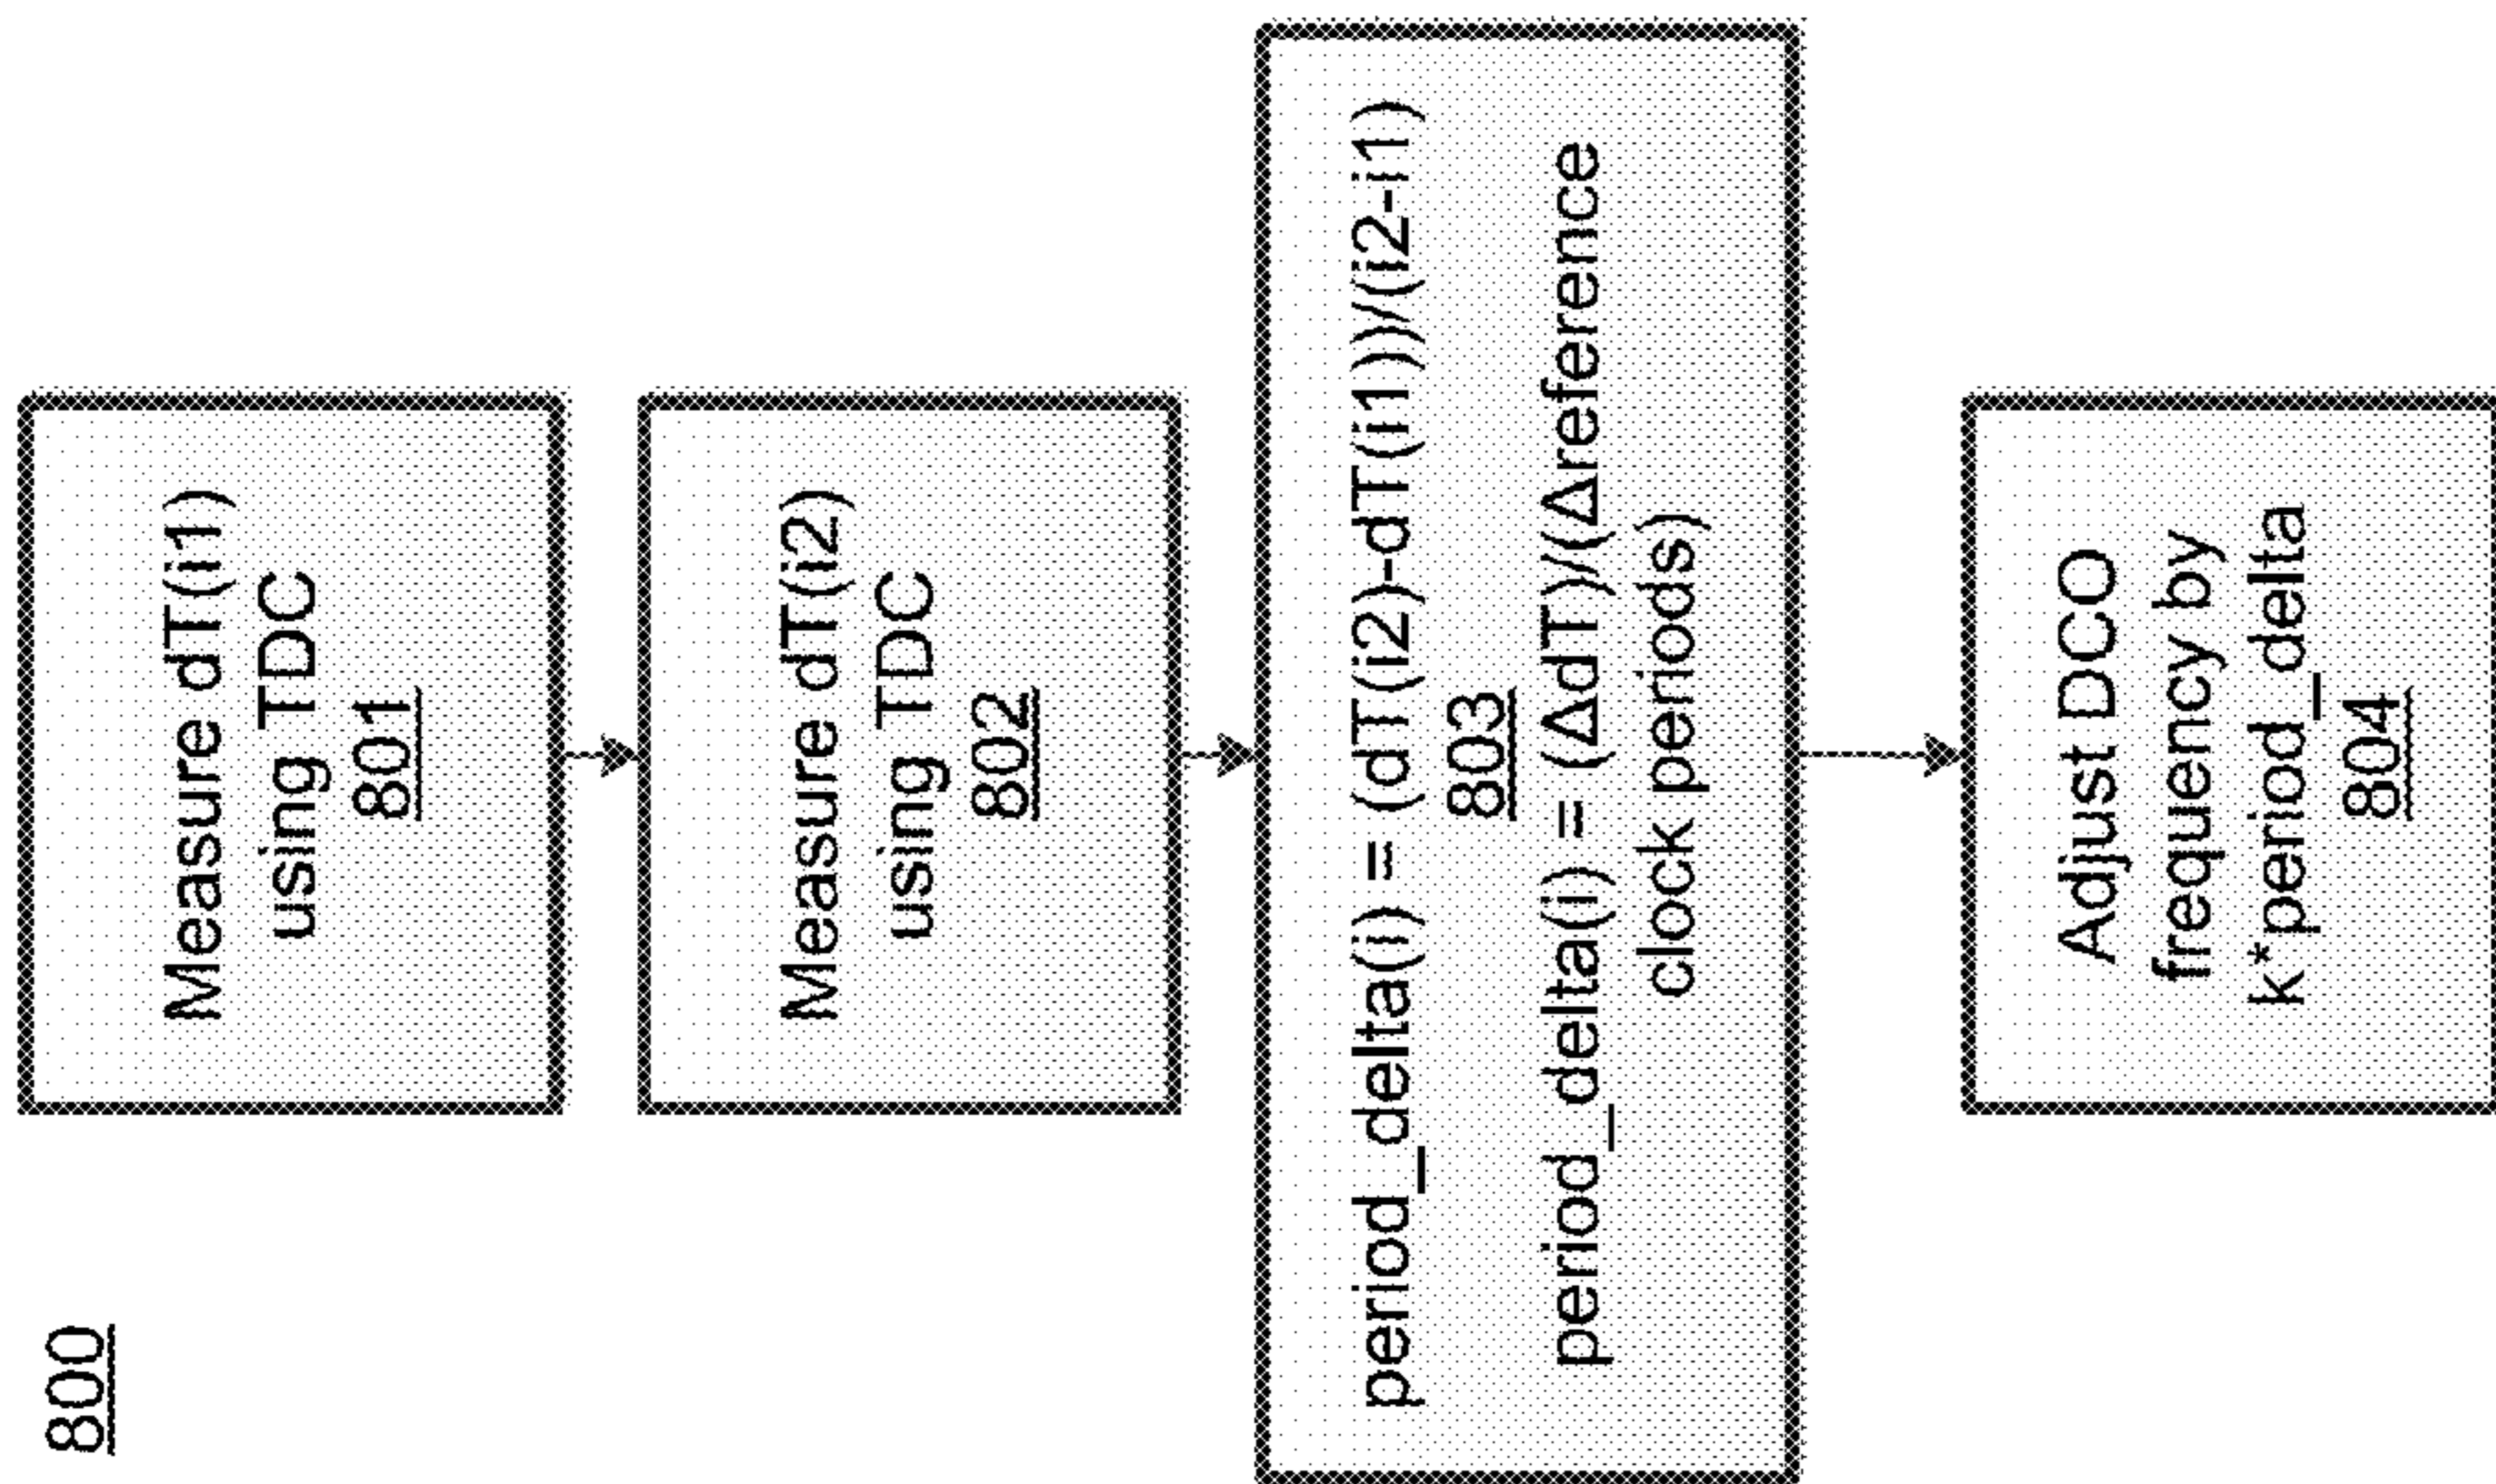 800
Measure dT(i1)
using TDC
801
Measure dT(i2)
using TDC
802
period_delta(i) = (dT(i2)-dT(i1))/(i2-i1)
803
period_delta(i) = (ΔdT)/(Δreference
clock periods)
Adjust DCO
frequency by
k*period_delta
804